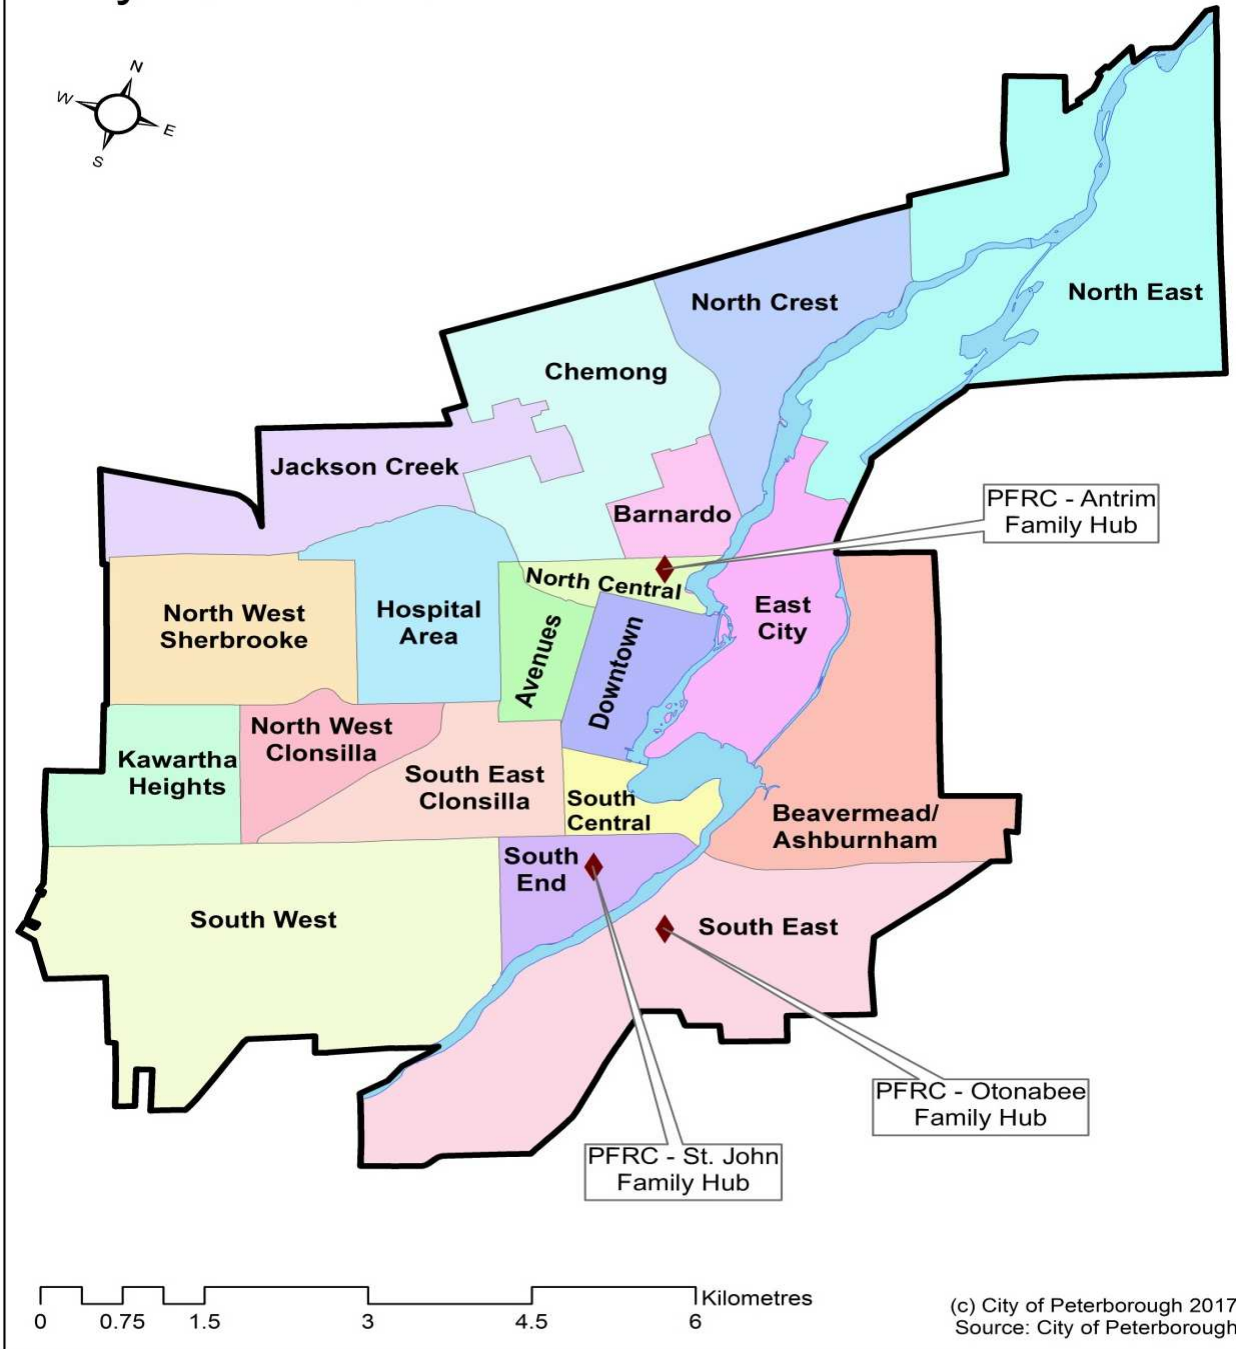 N
W
E
S
North East
North Crest
Chemong
Jackson Creek
PFRC - Antrim
Family Hub
Barnardo
North Central
North West
Sherbrooke
Hospital
Area
Avenues
Downtown
East
City
North West
Clonsilla
Kawartha
Heights
South East
Clonsilla
South
Central
Beavermead/
Ashburnham
South
End
South West
South East
PFRC - Otonabee
Family Hub
PFRC - St. John
Family Hub
Kilometres
0 0.75 1.5 3 4.5 6
(c) City of Peterborough 2017
Source: City of Peterborough